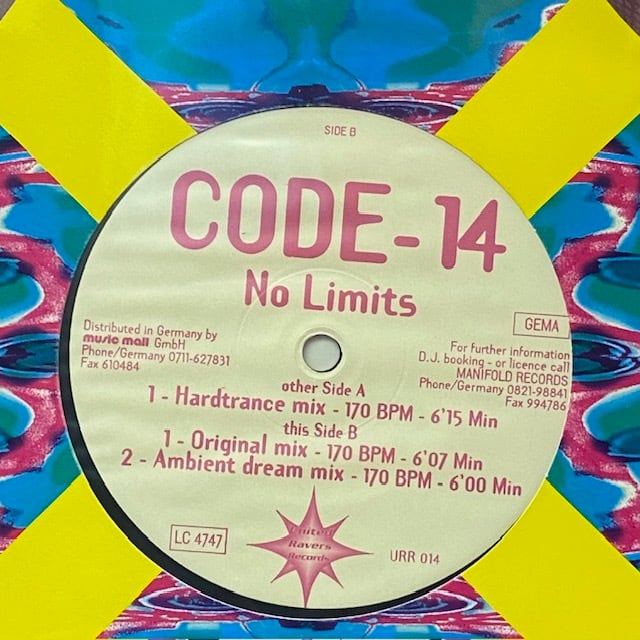 SIDE B
CODE-14
No Limits
GEMA
Distributed in Germany by
music mail GmbH
Phone/Germany 0711-627831
Fax 610484
For further information
D.J. booking - or licence call
MANIFOLD RECORDS
Phone/Germany 0821-98841
Fax 994786
other Side A
1 - Hardtrance mix - 170 BPM - 6'15 Min
this Side B
1 - Original mix - 170 BPM - 6'07 Min
2 - Ambient dream mix - 170 BPM - 6'00 Min
LC 4747
United
Ravers
Records
URR 014